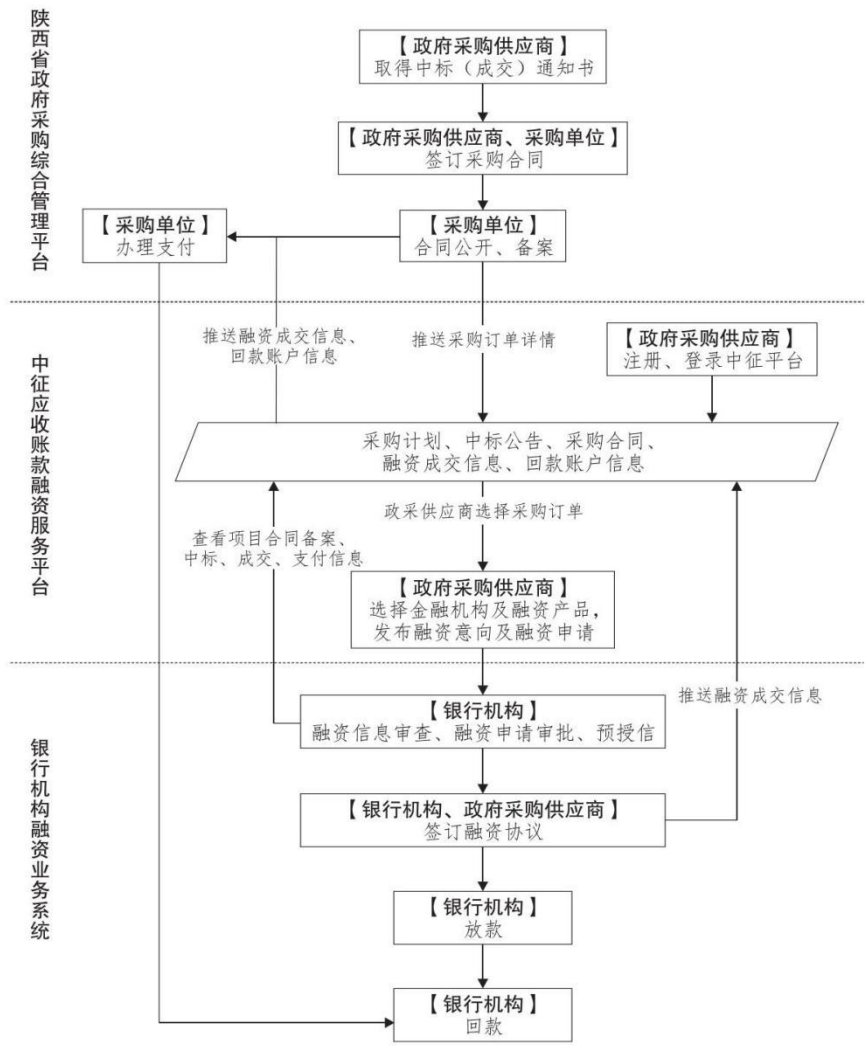 陕西省政府采购综合管理平台
【政府采购供应商】
取得中标（成交）通知书
【政府采购供应商、采购单位】
签订采购合同
【采购单位】
办理支付
【采购单位】
合同公开、备案
中征应收账款融资服务平台
推送融资成交信息、
回款账户信息
推送采购订单详情
【政府采购供应商】
注册、登录中征平台
采购计划、中标公告、采购合同、
融资成交信息、回款账户信息
政采供应商选择采购订单
查看项目合同备案、
中标、成交、支付信息
【政府采购供应商】
选择金融机构及融资产品，
发布融资意向及融资申请
银行机构融资业务系统
【银行机构】
融资信息审查、融资申请审批、预授信
推送融资成交信息
【银行机构、政府采购供应商】
签订融资协议
【银行机构】
放款
【银行机构】
回款